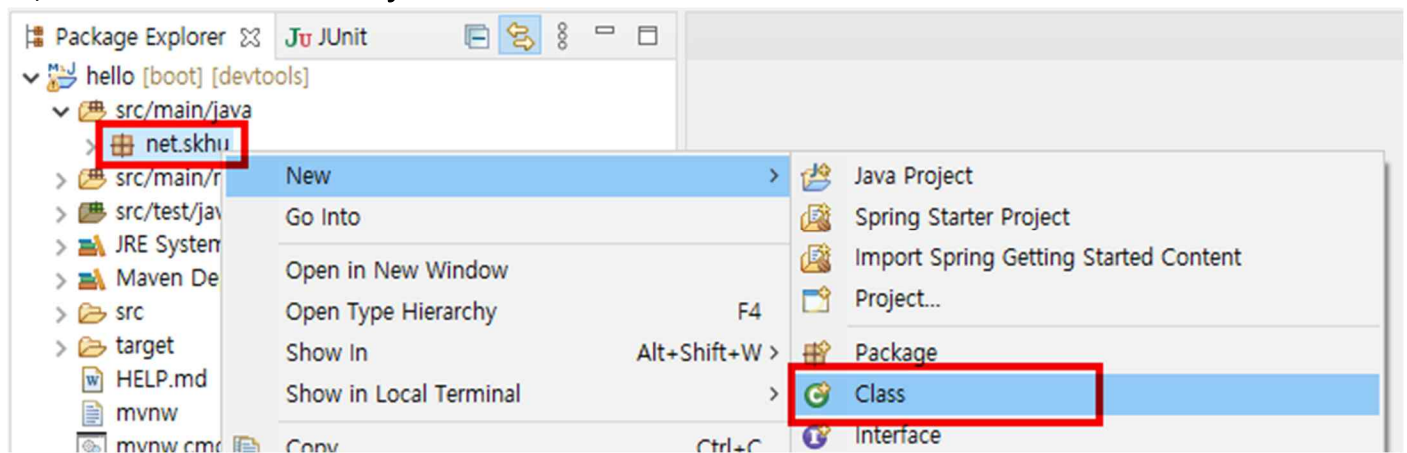 Package Explorer JUnit
hello [boot] [devtools]
src/main/java
net.skhu
src/main/r
src/test/jav
JRE System
Maven De
src
target
HELP.md
mvnw
mvnw.cmd
New >
Go Into
Open in New Window
Open Type Hierarchy F4
Show In Alt+Shift+W >
Show in Local Terminal >
Copy Ctrl+C
Java Project
Spring Starter Project
Import Spring Getting Started Content
Project...
Package
Class
Interface